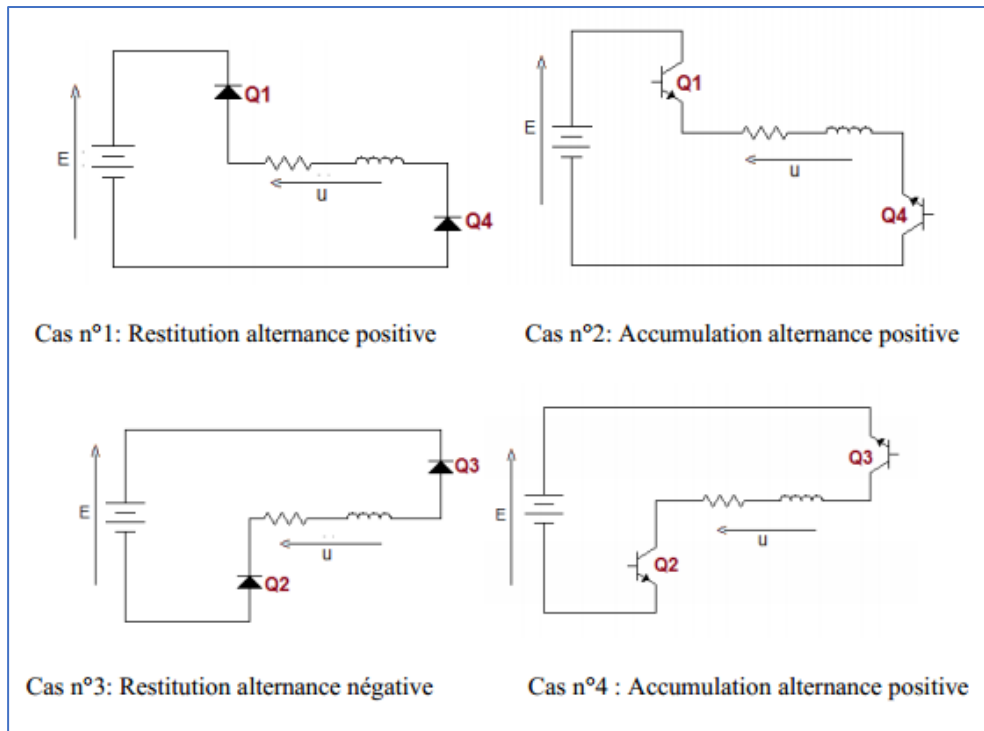 Q1
E
u
Q4
Cas n°1: Restitution alternance positive
Q1
E
u
Q4
Cas n°2: Accumulation alternance positive
Q3
E
u
Q2
Cas n°3: Restitution alternance négative
Q3
E
u
Q2
Cas n°4 : Accumulation alternance positive